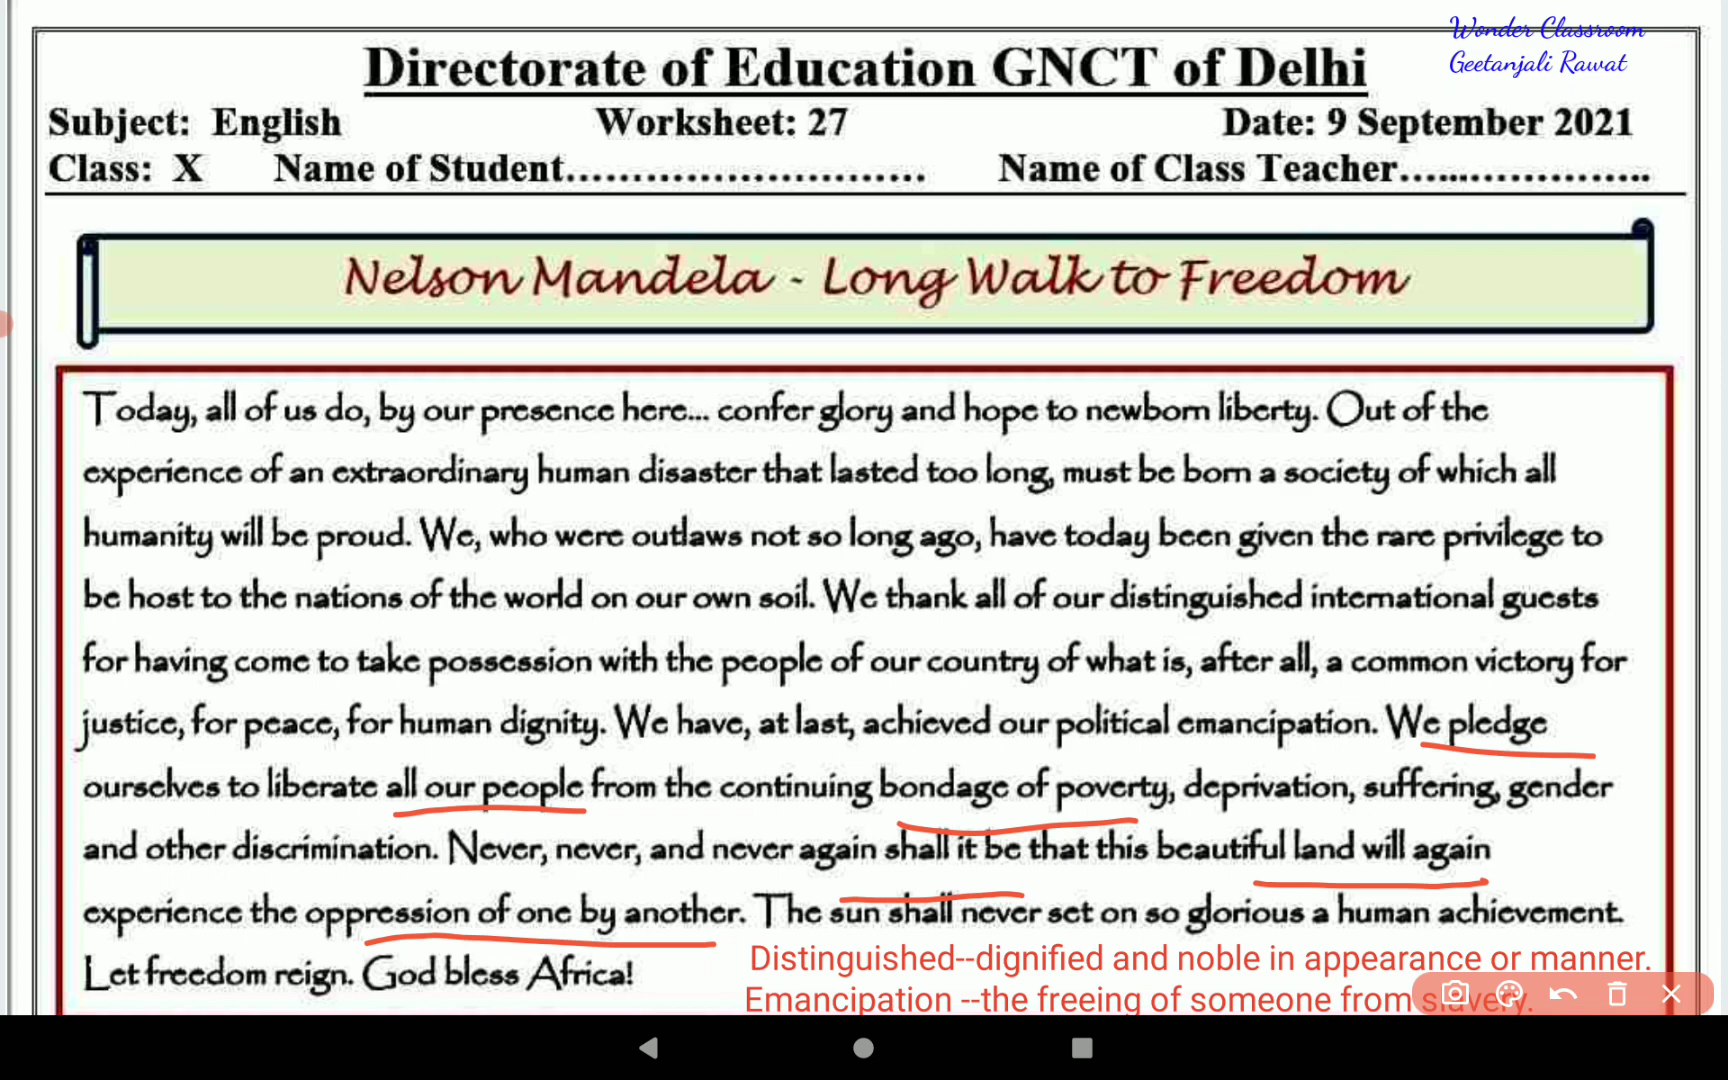 Wonder Classroom
Geetanjali Rawat
Directorate of Education GNCT of Delhi
Subject: English Worksheet: 27 Date: 9 September 2021
Class: X Name of Student........................... Name of Class Teacher....................
Nelson Mandela - Long Walk to Freedom
Today, all of us do, by our presence here... confer glory and hope to newborn liberty. Out of the
experience of an extraordinary human disaster that lasted too long, must be born a society of which all
humanity will be proud. We, who were outlaws not so long ago, have today been given the rare privilege to
be host to the nations of the world on our own soil. We thank all of our distinguished international guests
for having come to take possession with the people of our country of what is, after all, a common victory for
justice, for peace, for human dignity. We have, at last, achieved our political emancipation. We pledge
ourselves to liberate all our people from the continuing bondage of poverty, deprivation, suffering, gender
and other discrimination. Never, never, and never again shall it be that this beautiful land will again
experience the oppression of one by another. The sun shall never set on so glorious a human achievement.
Let freedom reign. God bless Africa!
Distinguished--dignified and noble in appearance or manner.
Emancipation --the freeing of someone from slavery.